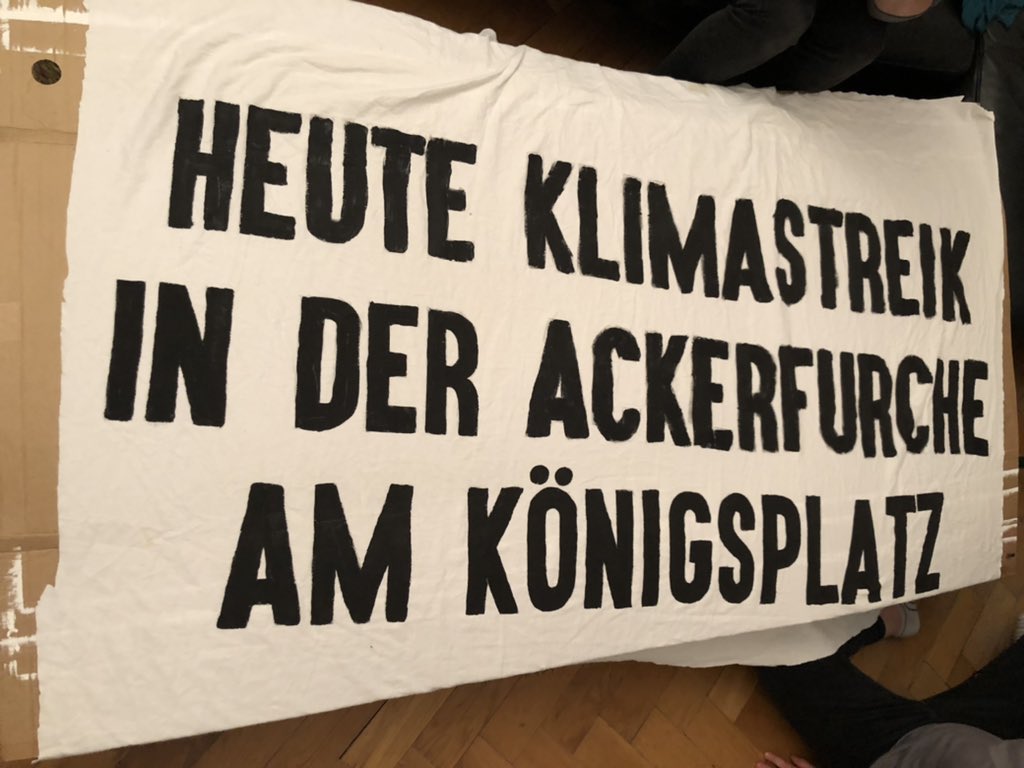 HEUTE KLIMASTREIK
IN DER ACKERFURCHE
AM KÖNIGSPLATZ